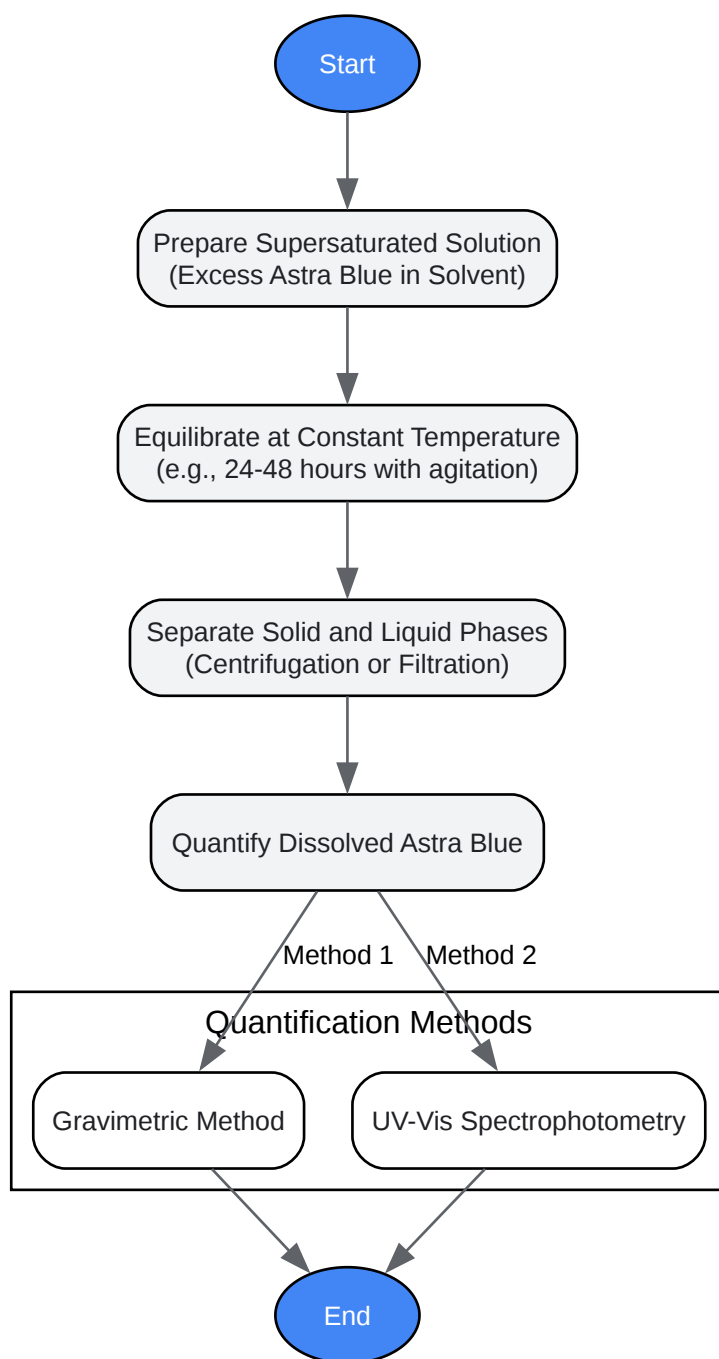 Start
Prepare Supersaturated Solution
(Excess Astra Blue in Solvent)
Equilibrate at Constant Temperature
(e.g., 24-48 hours with agitation)
Separate Solid and Liquid Phases
(Centrifugation or Filtration)
Quantify Dissolved Astra Blue
Method 1
Method 2
Quantification Methods
Gravimetric Method
UV-Vis Spectrophotometry
End